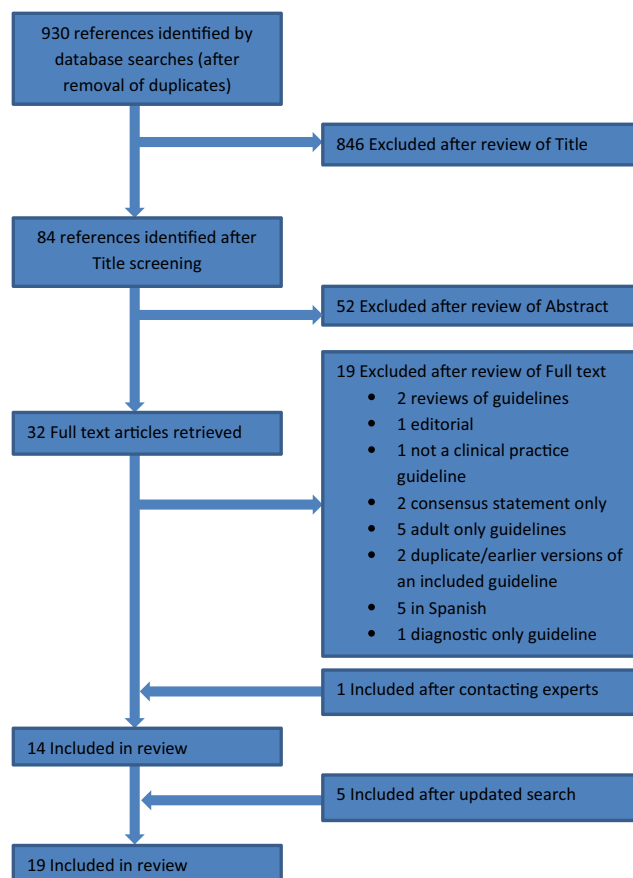 930 references identified by
database searches (after
removal of duplicates)
846 Excluded after review of Title
84 references identified after
Title screening
52 Excluded after review of Abstract
19 Excluded after review of Full text
• 2 reviews of guidelines
• 1 editorial
• 1 not a clinical practice
guideline
• 2 consensus statement only
• 5 adult only guidelines
• 2 duplicate/earlier versions of
an included guideline
• 5 in Spanish
• 1 diagnostic only guideline
32 Full text articles retrieved
1 Included after contacting experts
14 Included in review
5 Included after updated search
19 Included in review